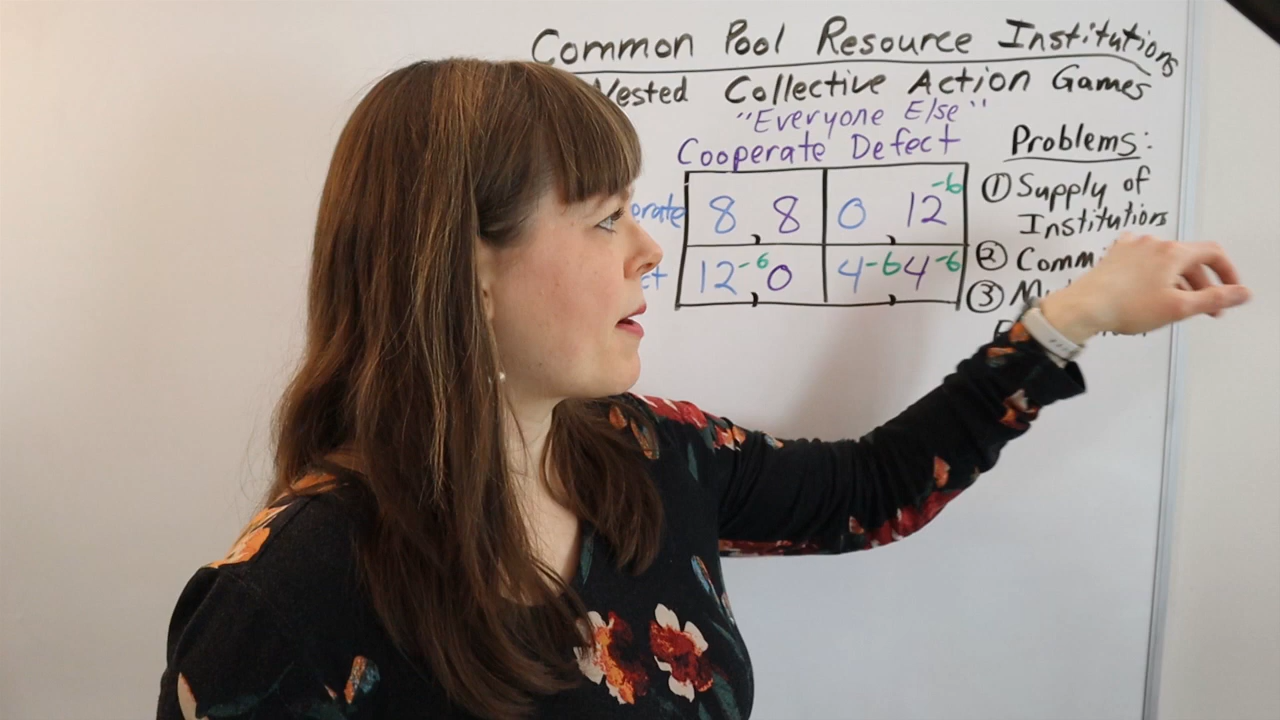 Common Pool Resource Institutions
Nested Collective Action Games
"Everyone Else"
Cooperate Defect
8, 8 0, 12-6
12-6, 0 4-6, 4-6
Problems:
① Supply of
Institutions
②
③